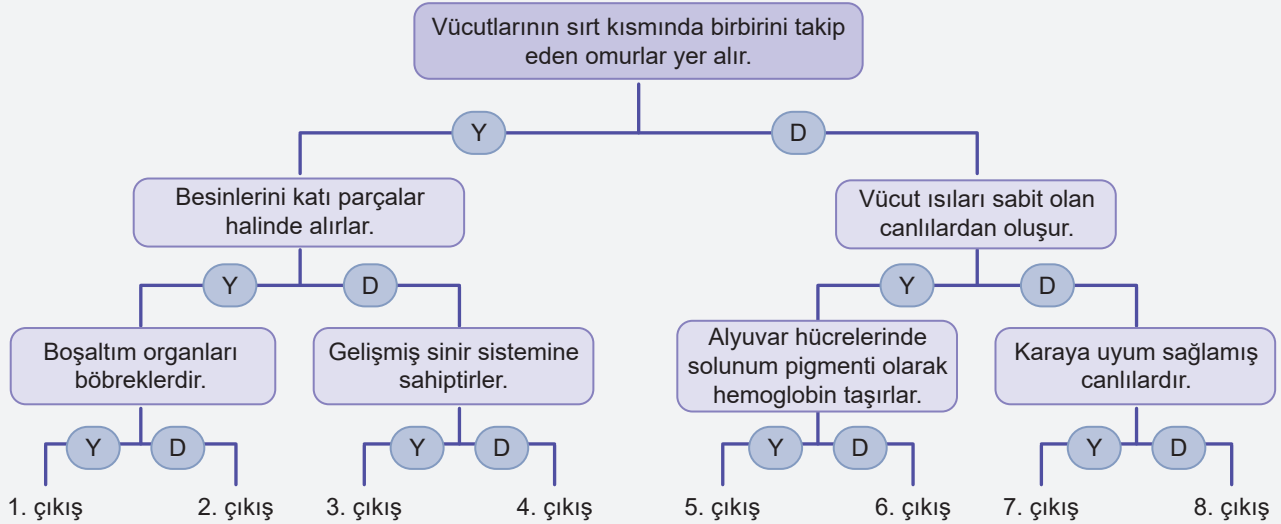 Vücutlarının sırt kısmında birbirini takip
eden omurlar yer alır.
Y
D
Besinlerini katı parçalar
halinde alırlar.
Vücut ısıları sabit olan
canlılardan oluşur.
Y
D
Y
D
Boşaltım organları
böbreklerdir.
Gelişmiş sinir sistemine
sahiptirler.
Alyuvar hücrelerinde
solunum pigmenti olarak
hemoglobin taşırlar.
Karaya uyum sağlamış
canlılardır.
Y
D
Y
D
Y
D
Y
D
1. çıkış
2. çıkış
3. çıkış
4. çıkış
5. çıkış
6. çıkış
7. çıkış
8. çıkış